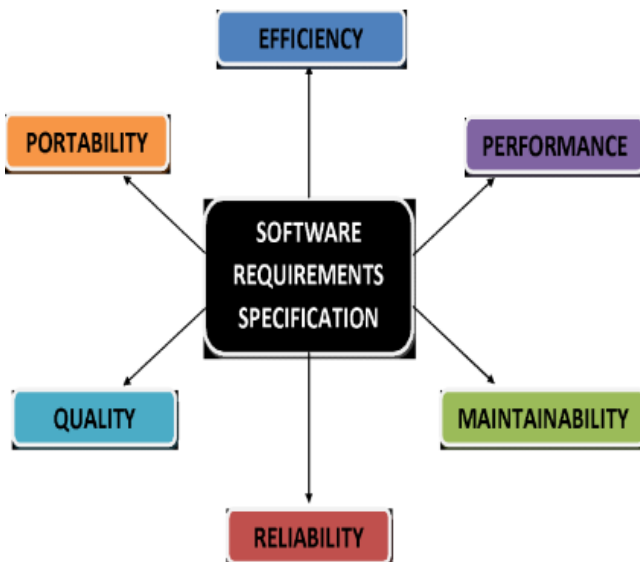 EFFICIENCY
PORTABILITY
PERFORMANCE
SOFTWARE
REQUIREMENTS
SPECIFICATION
QUALITY
MAINTAINABILITY
RELIABILITY